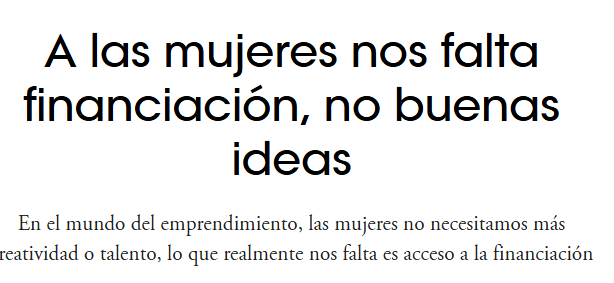 A las mujeres nos falta
financiación, no buenas
ideas
En el mundo del emprendimiento, las mujeres no necesitamos más
reatividad o talento, lo que realmente nos falta es acceso a la financiación